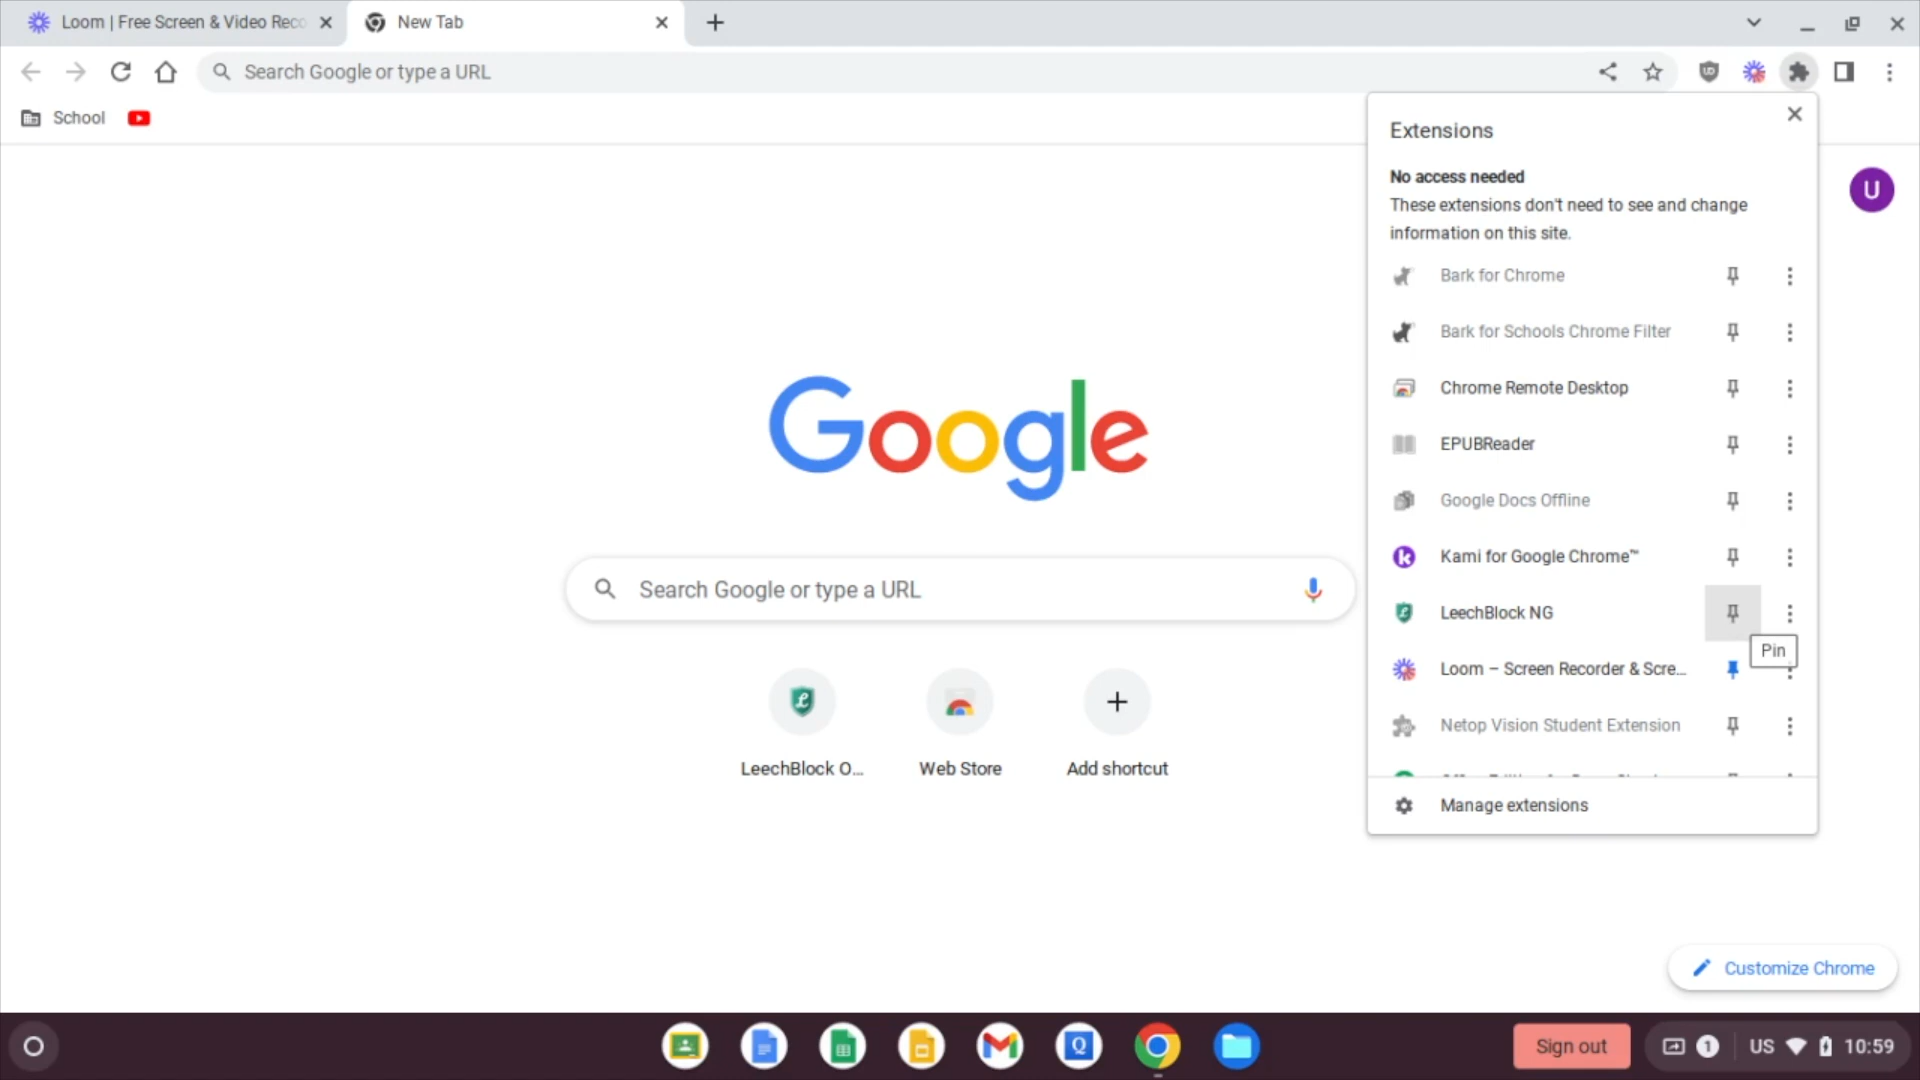 Loom | Free Screen & Video Reco
New Tab
Search Google or type a URL
School
Extensions
No access needed
These extensions don't need to see and change
information on this site.
U
Bark for Chrome
Bark for Schools Chrome Filter
Chrome Remote Desktop
EPUBReader
Google Docs Offline
Kami for Google Chrome™
LeechBlock NG
Pin
Loom – Screen Recorder & Scre...
Netop Vision Student Extension
Manage extensions
Google
Search Google or type a URL
LeechBlock O...
Web Store
Add shortcut
Customize Chrome
Sign out
1
US
10:59